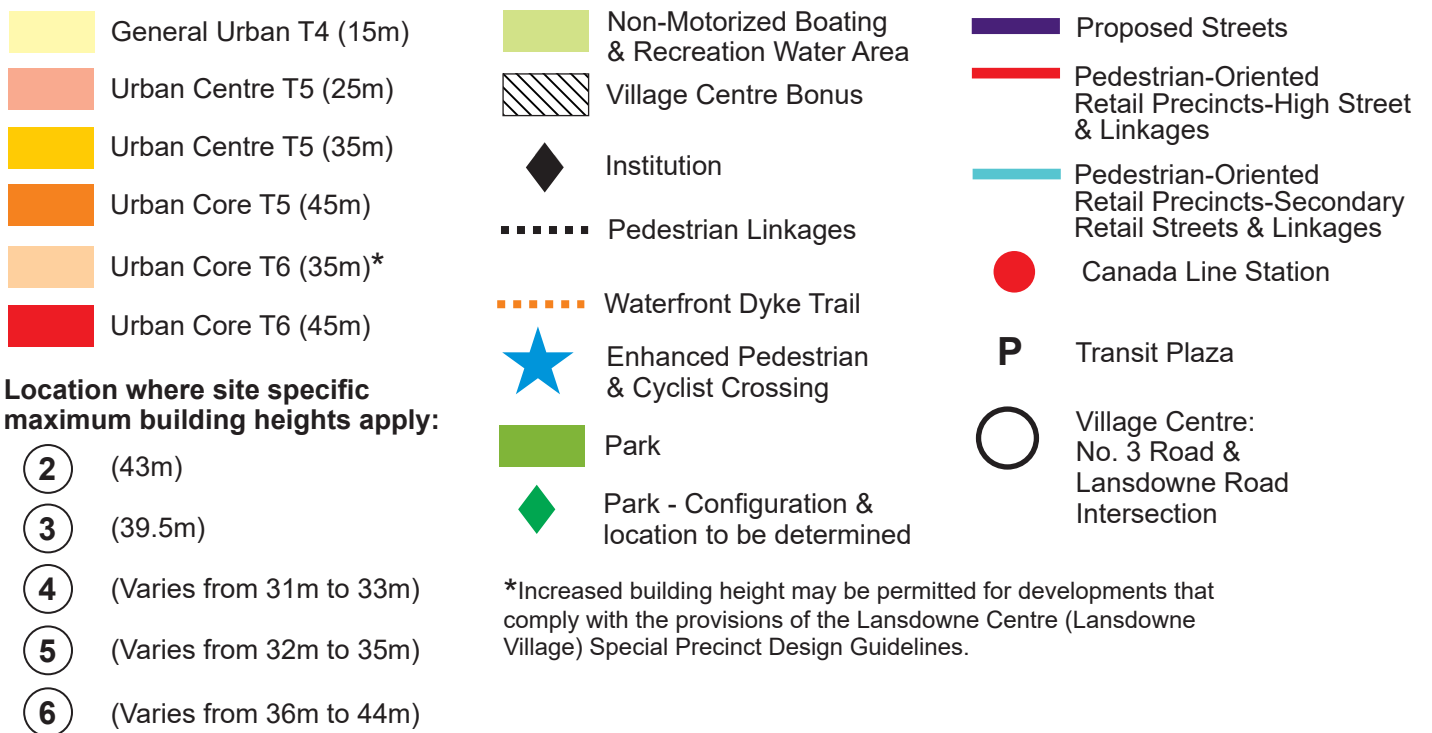 General Urban T4 (15m)
Urban Centre T5 (25m)
Urban Centre T5 (35m)
Urban Core T5 (45m)
Urban Core T6 (35m)*
Urban Core T6 (45m)
Location where site specific
maximum building heights apply:
2 (43m)
3 (39.5m)
4 (Varies from 31m to 33m)
5 (Varies from 32m to 35m)
6 (Varies from 36m to 44m)
Non-Motorized Boating
& Recreation Water Area
Village Centre Bonus
Institution
Pedestrian Linkages
Waterfront Dyke Trail
Enhanced Pedestrian
& Cyclist Crossing
Park
Park - Configuration &
location to be determined
Proposed Streets
Pedestrian-Oriented
Retail Precincts-High Street
& Linkages
Pedestrian-Oriented
Retail Precincts-Secondary
Retail Streets & Linkages
Canada Line Station
P Transit Plaza
Village Centre:
No. 3 Road &
Lansdowne Road
Intersection
*Increased building height may be permitted for developments that
comply with the provisions of the Lansdowne Centre (Lansdowne
Village) Special Precinct Design Guidelines.